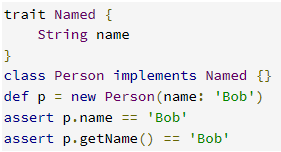 trait Named {
    String name
}
class Person implements Named {}
def p = new Person(name: 'Bob')
assert p.name == 'Bob'
assert p.getName() == 'Bob'